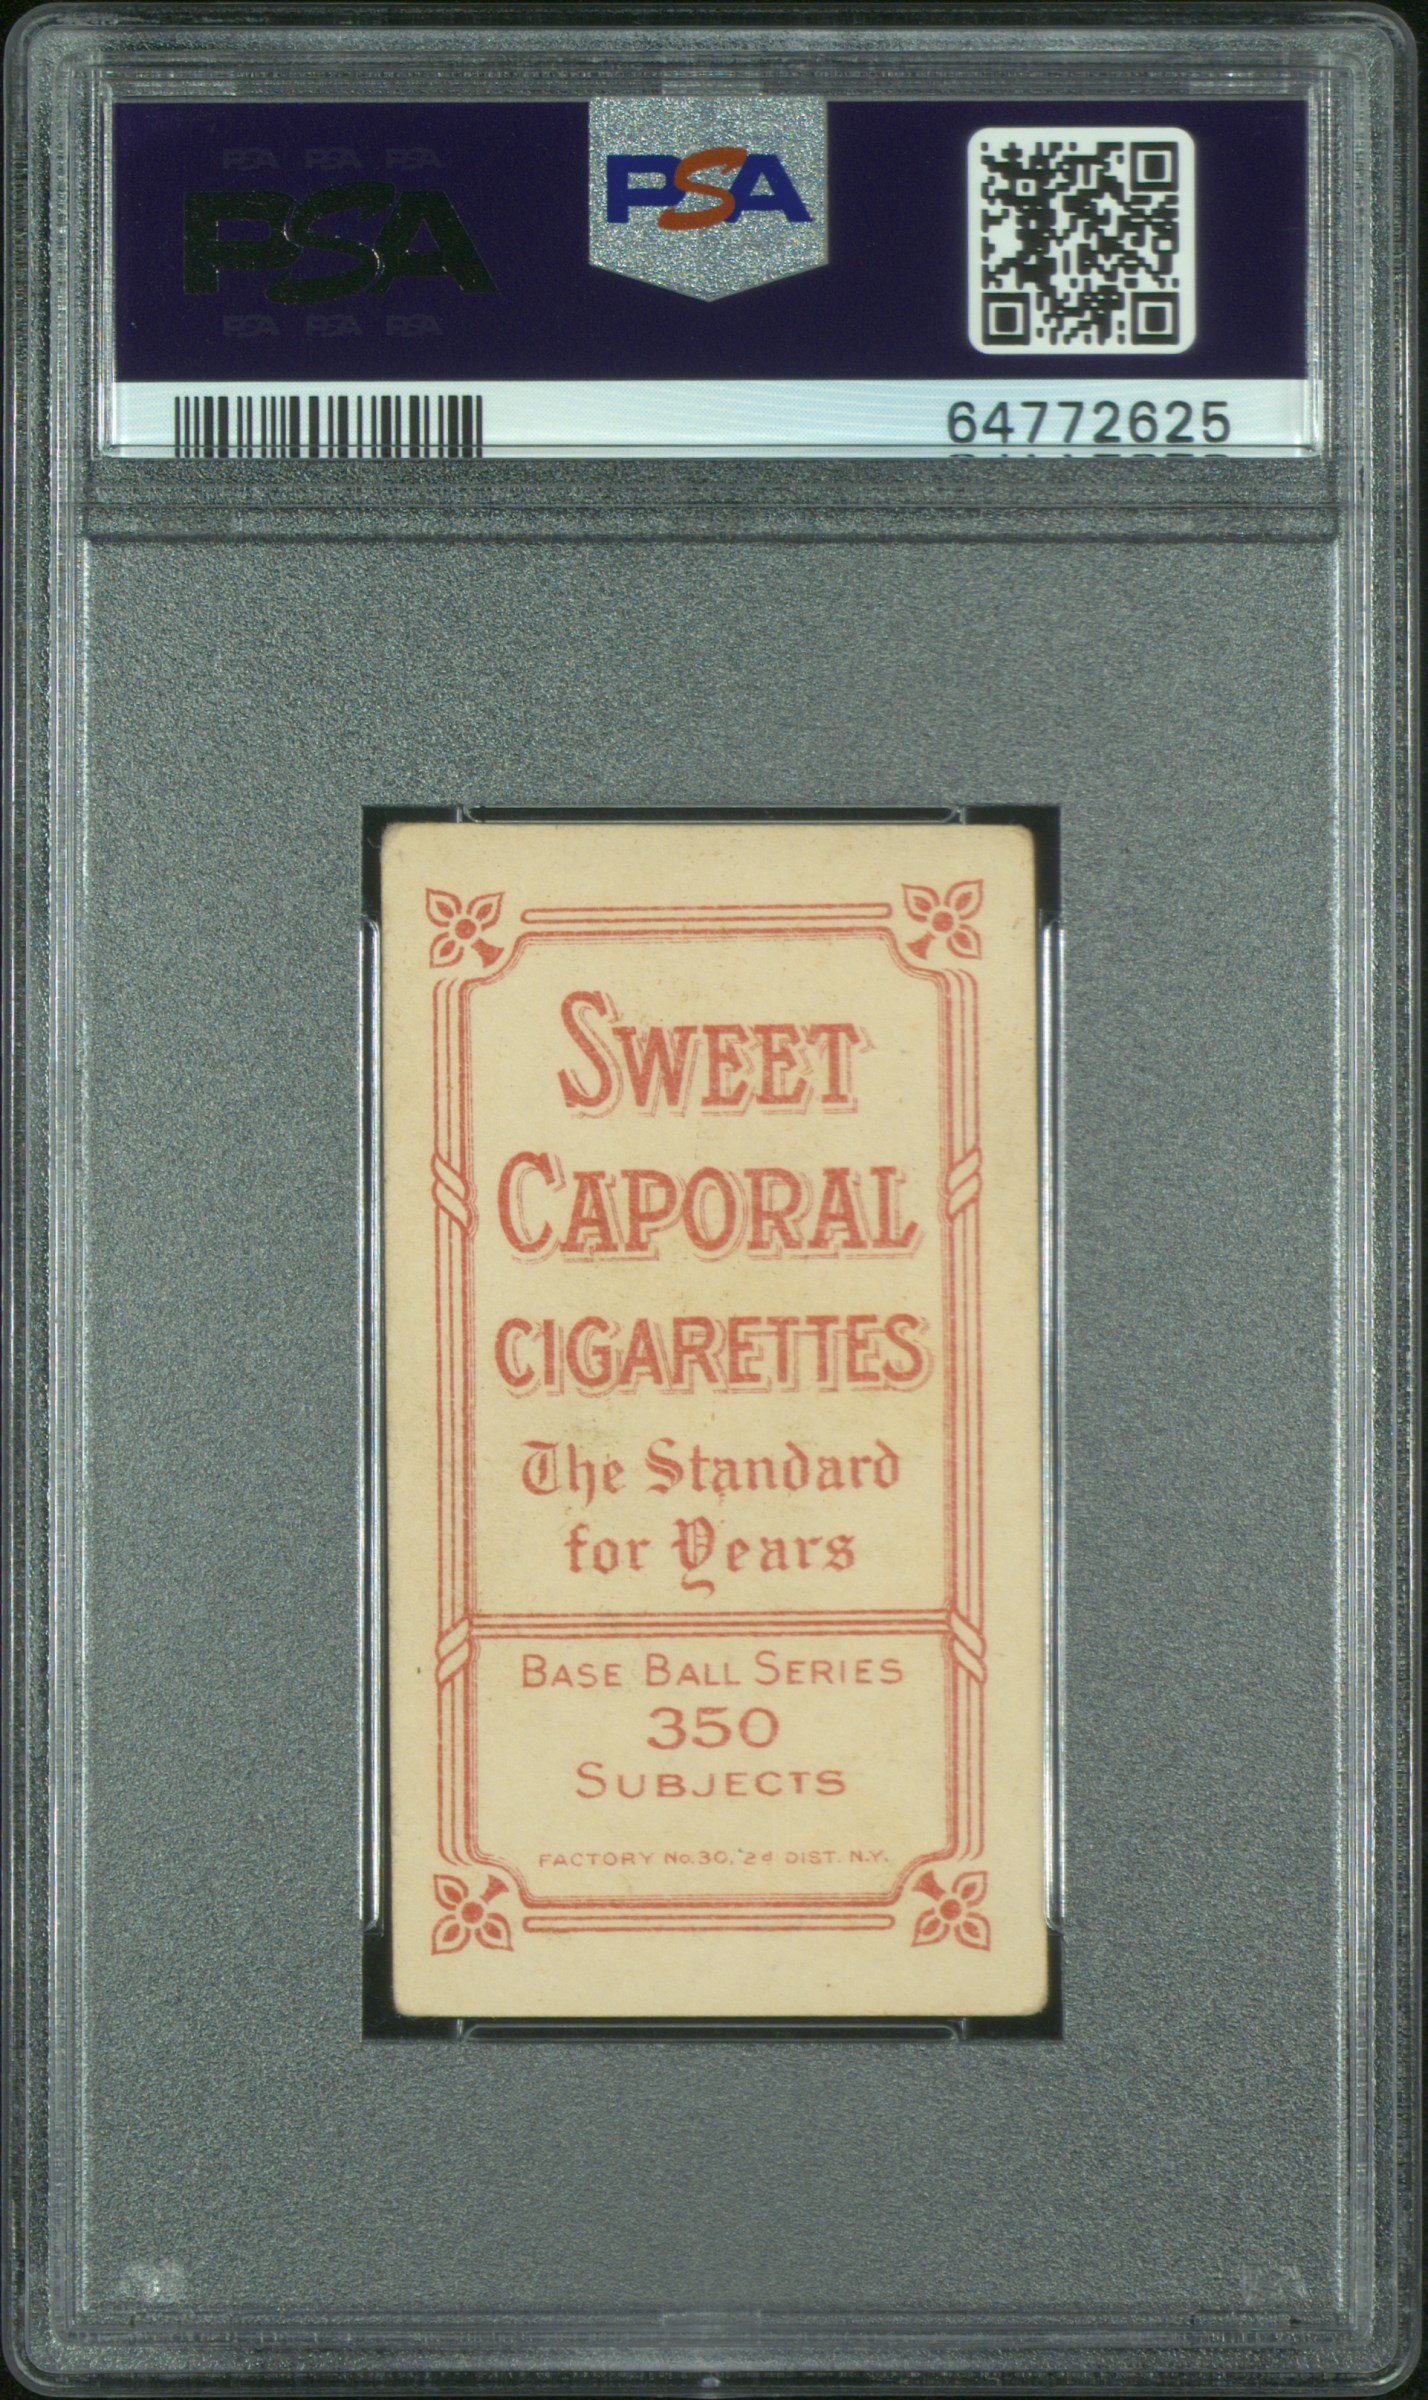 PSA PSA PSA
PSA
PSA PSA PSA
PSA
64772625
SWEET
CAPORAL
CIGARETTES
The Standard
for Years
BASE BALL SERIES
350
SUBJECTS
FACTORY No. 30, 2d DIST. N.Y.